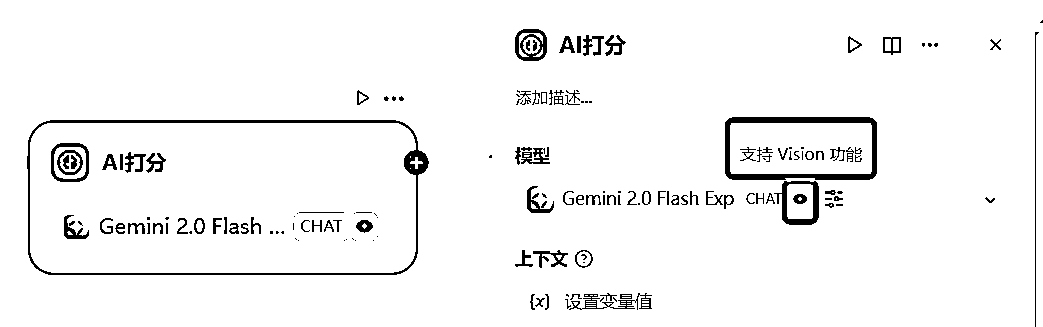 AI打分
Gemini 2.0 Flash ... CHAT
AI打分
添加描述...
模型
支持 Vision 功能
Gemini 2.0 Flash Exp CHAT
上下文 ?
{x} 设置变量值